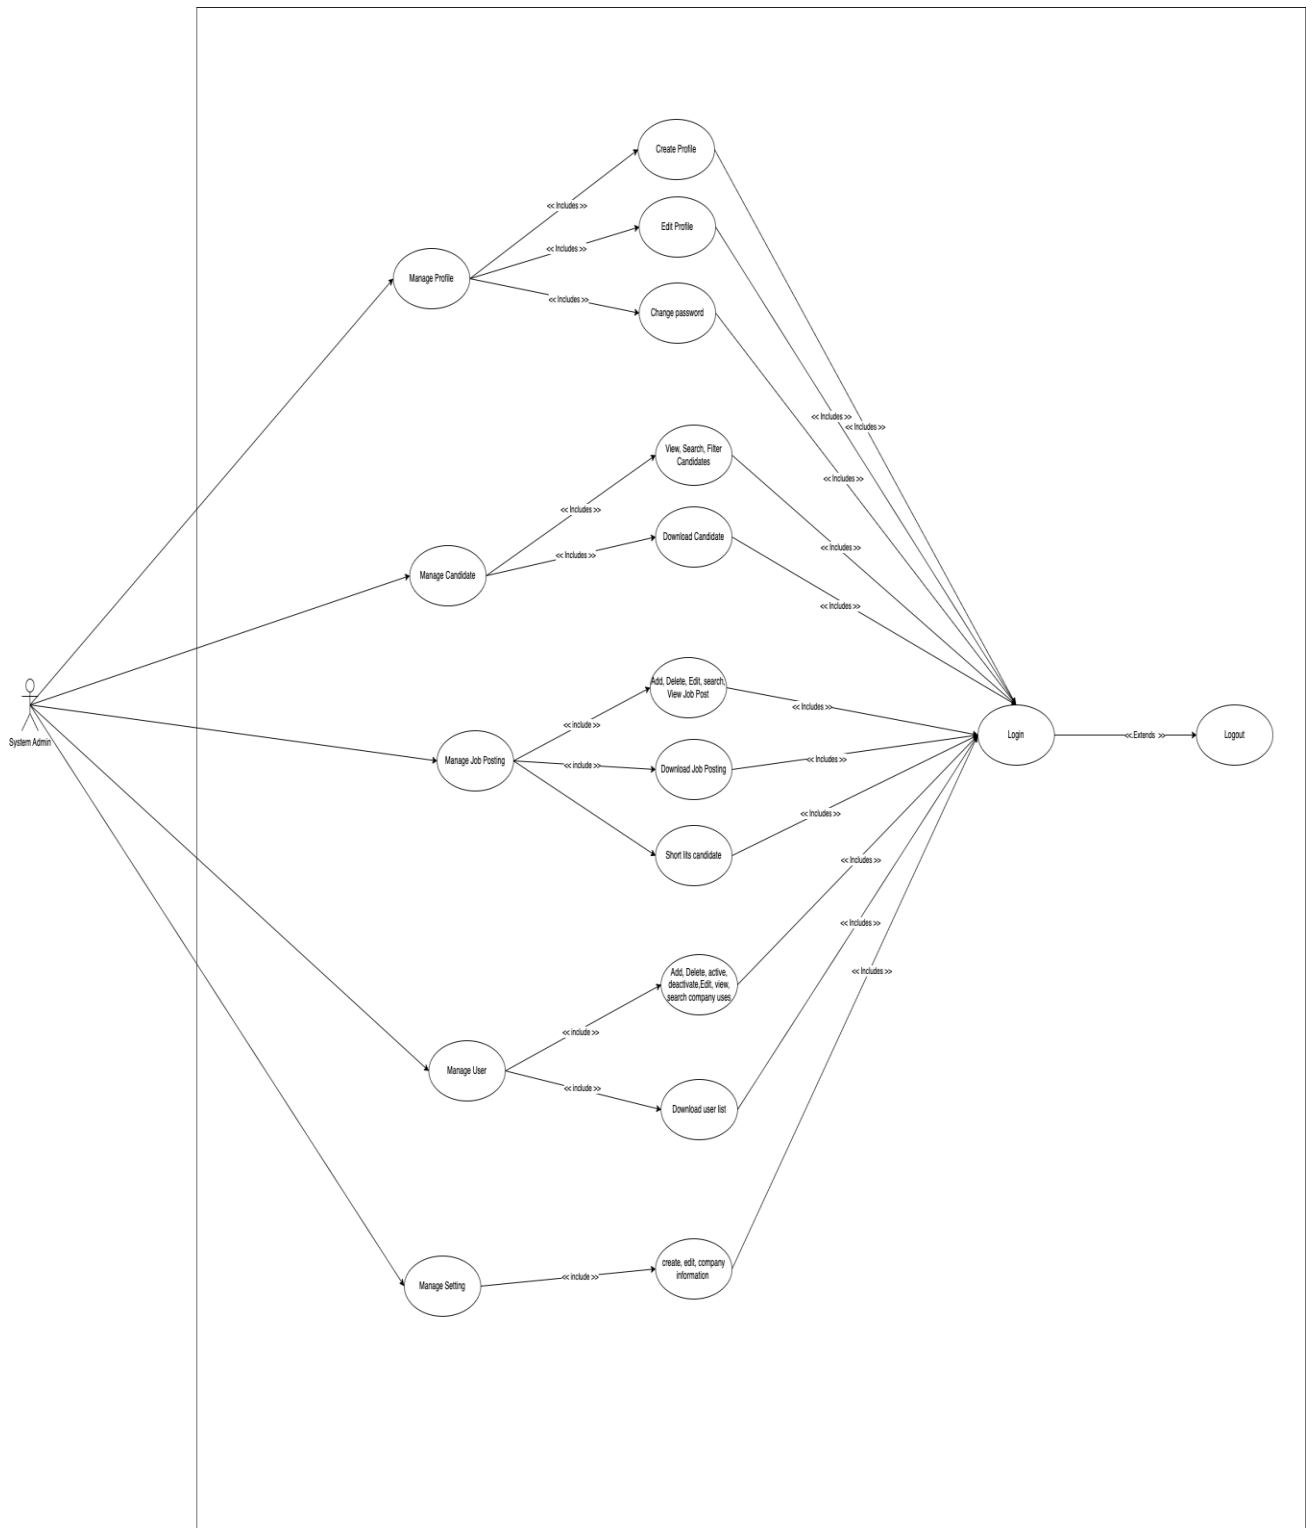 Create Profile
<< Includes >>
Edit Profile
<< Includes >>
Manage Profile
<< Includes >>
Change password
<< Includes >>
<< Includes >>
<< Includes >>
View, Search, Filter
Candidates
<< Includes >>
Download Candidate
<< Includes >>
<< Includes >>
Manage Candidate
<< Includes >>
Add, Delete, Edit, search,
View Job Post
<< Includes >>
<< include >>
System Admin
Login
<<.Extends >>
Logout
Manage Job Posting
<< include >>
Download Job Posting
<< Includes >>
<< Includes >>
Short lits candidate
<< Includes >>
<< Includes >>
<< Includes >>
Add, Delete, active,
deactivate,Edit, view,
search company uses
<< include >>
Manage User
<< include >>
Download user list
create, edit, company
information
<< include >>
Manage Setting